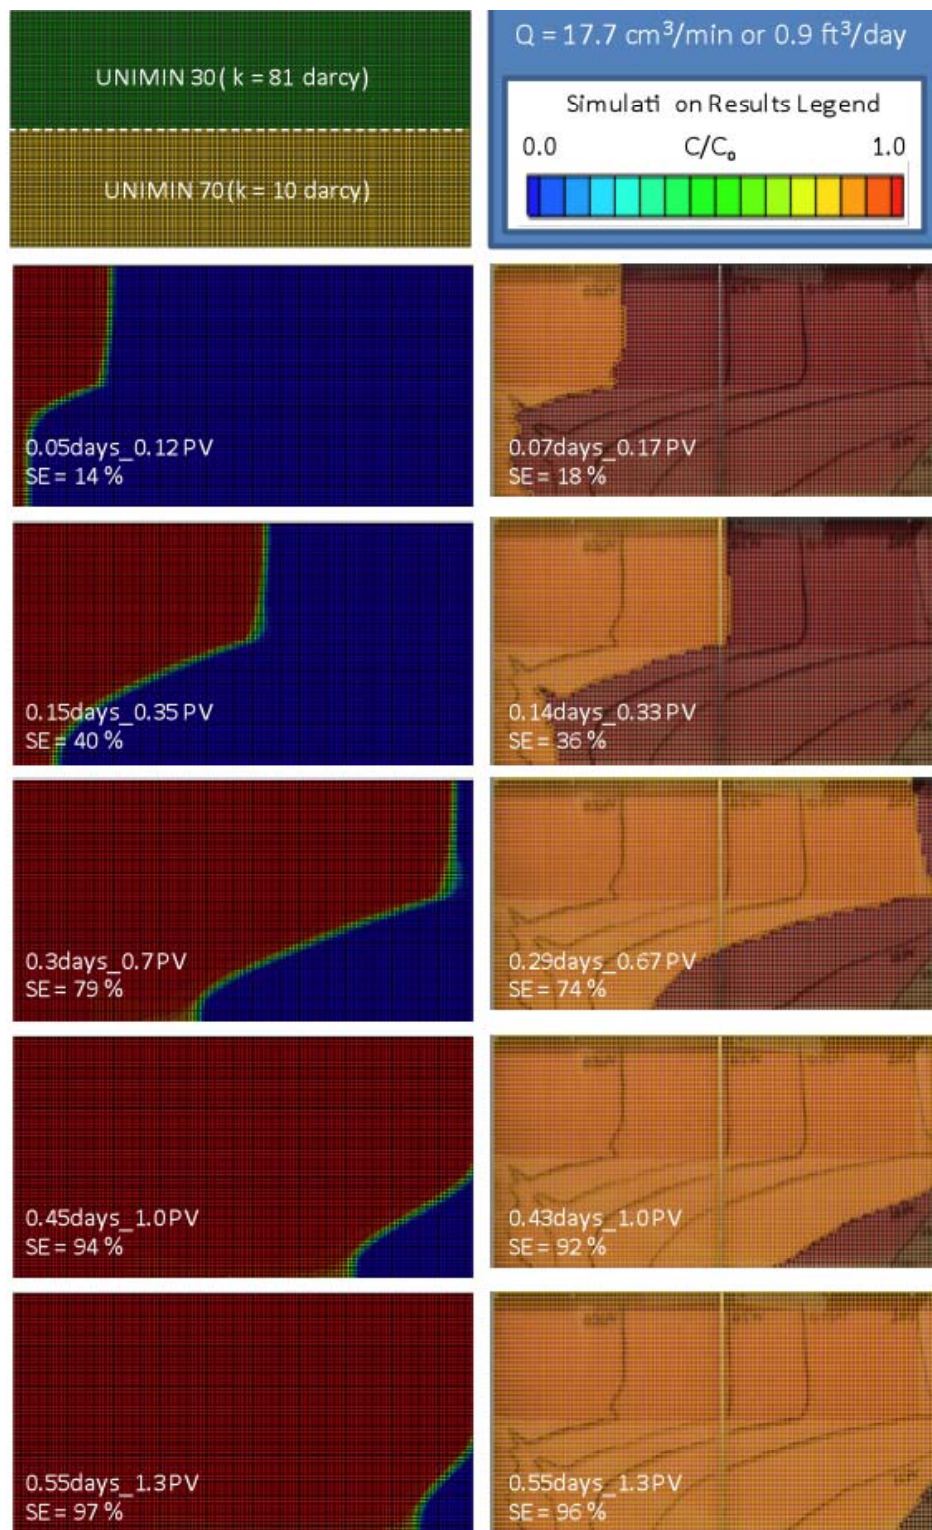 UNIMIN 30 ( k = 81 darcy)
UNIMIN 70 (k = 10 darcy)
Q = 17.7 cm³/min or 0.9 ft³/day
Simulati on Results Legend
0.0 C/C₀ 1.0
0.05days_0.12 PV
SE = 14 %
0.07days_0.17 PV
SE = 18 %
0.15days_0.35 PV
SE = 40 %
0.14days_0.33 PV
SE = 36 %
0.3days_0.7 PV
SE = 79 %
0.29days_0.67 PV
SE = 74 %
0.45days_1.0 PV
SE = 94 %
0.43days_1.0 PV
SE = 92 %
0.55days_1.3 PV
SE = 97 %
0.55days_1.3 PV
SE = 96 %